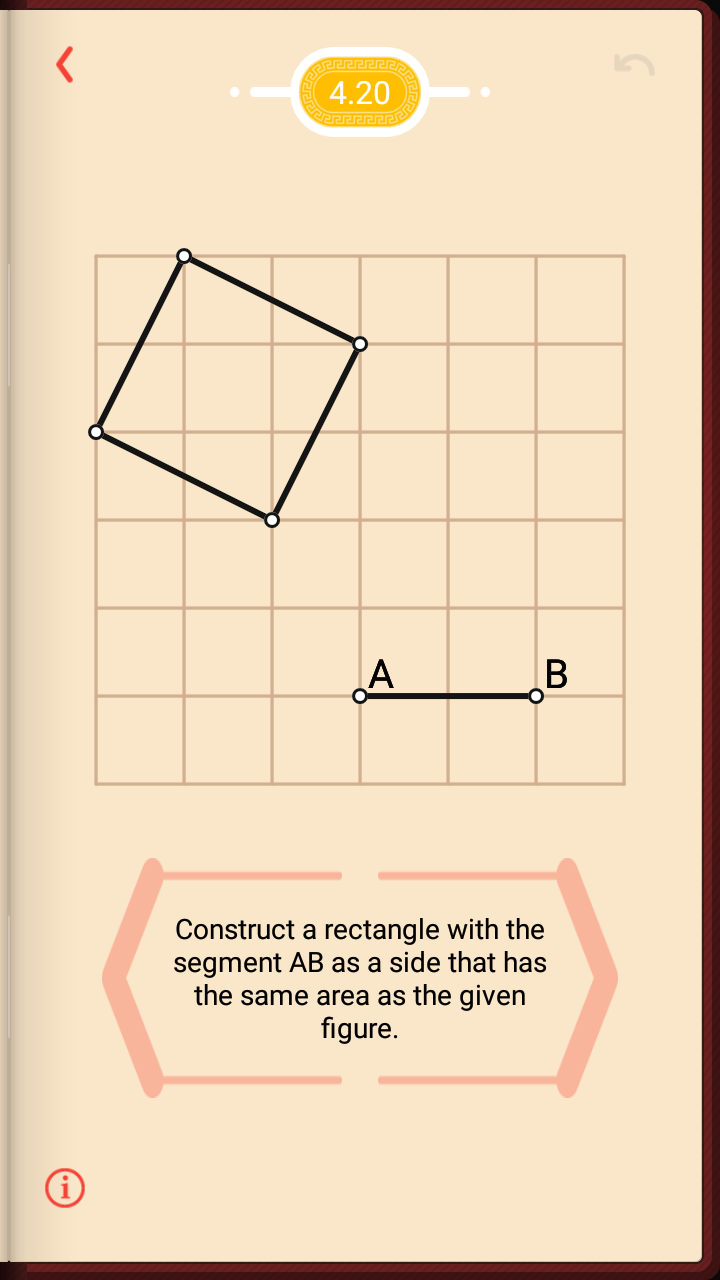 4.20
A
B
Construct a rectangle with the
segment AB as a side that has
the same area as the given
figure.
i